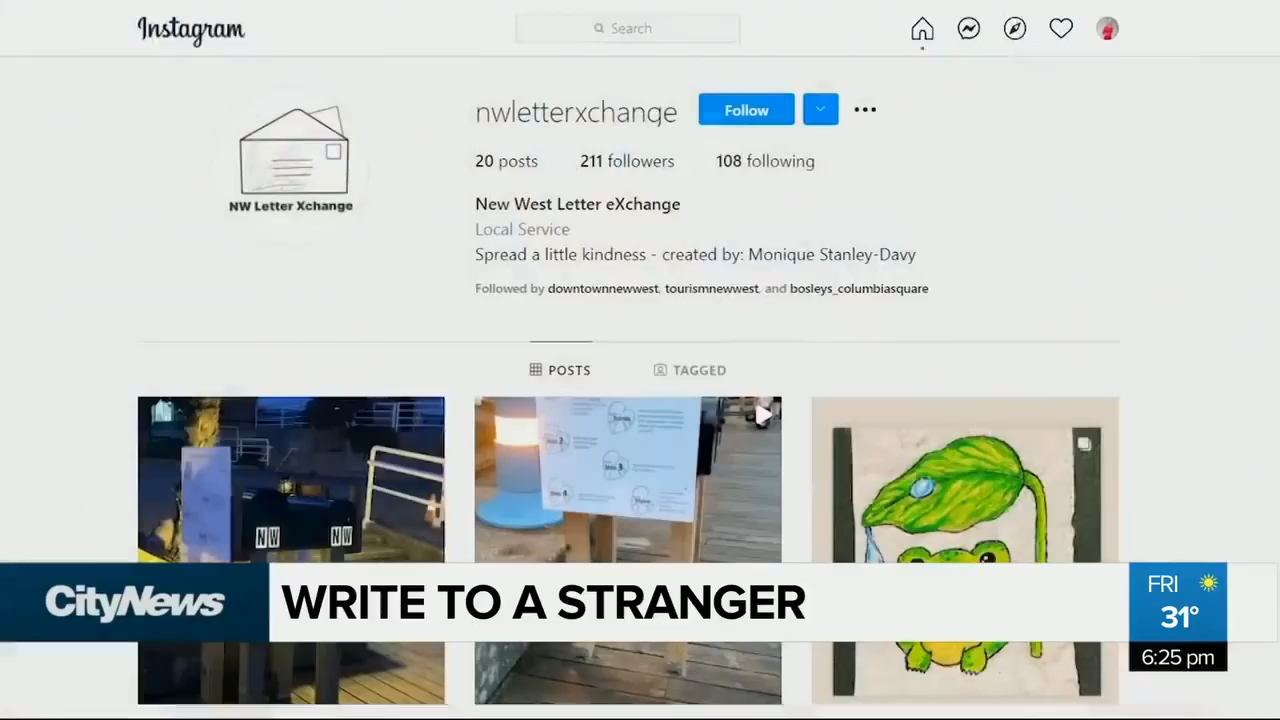 Instagram
Search
nwletterxchange
Follow
20 posts 211 followers 108 following
NW Letter Xchange
New West Letter eXchange
Local Service
Spread a little kindness - created by: Monique Stanley-Davy
Followed by downtownnewwest, tourismnewwest, and bosleys_columbiasquare
POSTS TAGGED
NW NW
CityNews
WRITE TO A STRANGER
FRI
31°
6:25 pm